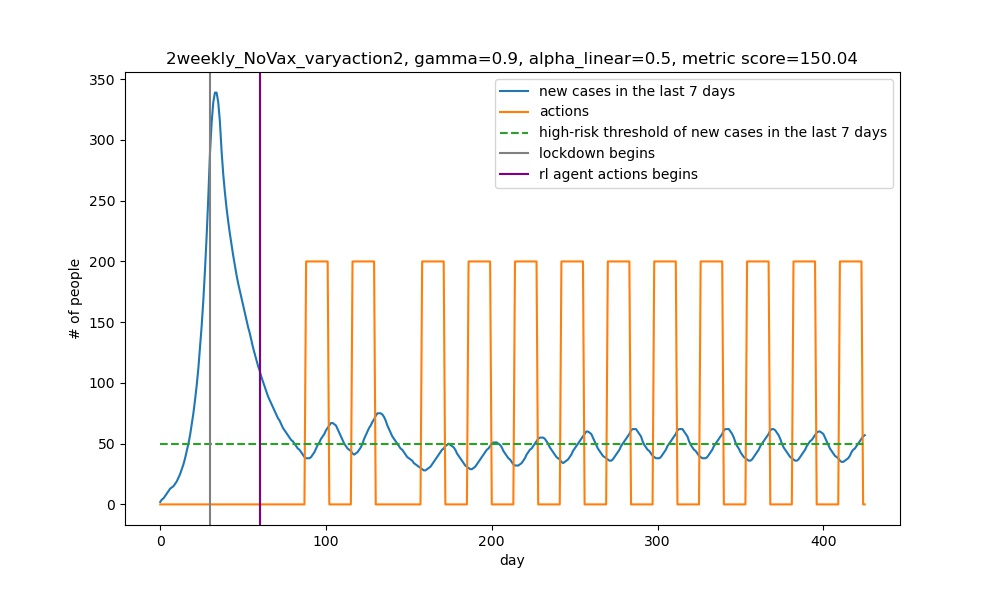 2weekly_NoVax_varyaction2, gamma=0.9, alpha_linear=0.5, metric score=150.04
350
300
250
200
150
100
50
0
# of people
new cases in the last 7 days
actions
high-risk threshold of new cases in the last 7 days
lockdown begins
rl agent actions begins
0 100 200 300 400
day